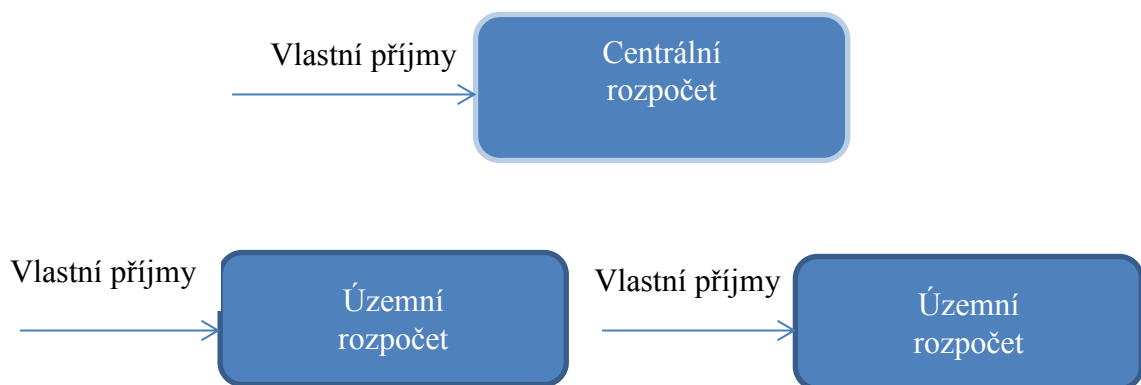 Vlastní příjmy
Centrální
rozpočet
Vlastní příjmy
Územní
rozpočet
Vlastní příjmy
Územní
rozpočet